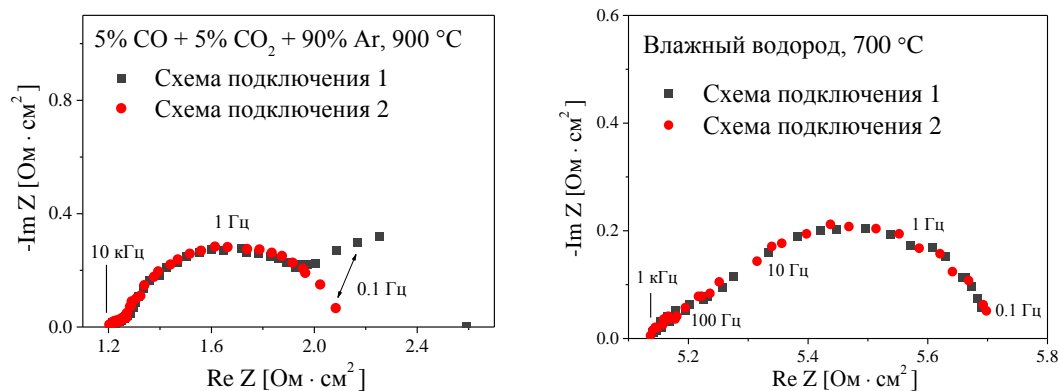 5% CO + 5% CO₂ + 90% Ar, 900 °C
Схема подключения 1
Схема подключения 2
1 Гц
10 кГц
0.1 Гц
0.8
0.4
0.0
1.2
1.6
2.0
2.4
-Im Z [Ом · см²]
Re Z [Ом · см²]
Влажный водород, 700 °C
Схема подключения 1
Схема подключения 2
1 Гц
10 Гц
1 кГц
100 Гц
0.1 Гц
0.6
0.4
0.2
0.0
5.2
5.4
5.6
5.8
-Im Z [Ом · см²]
Re Z [Ом · см²]